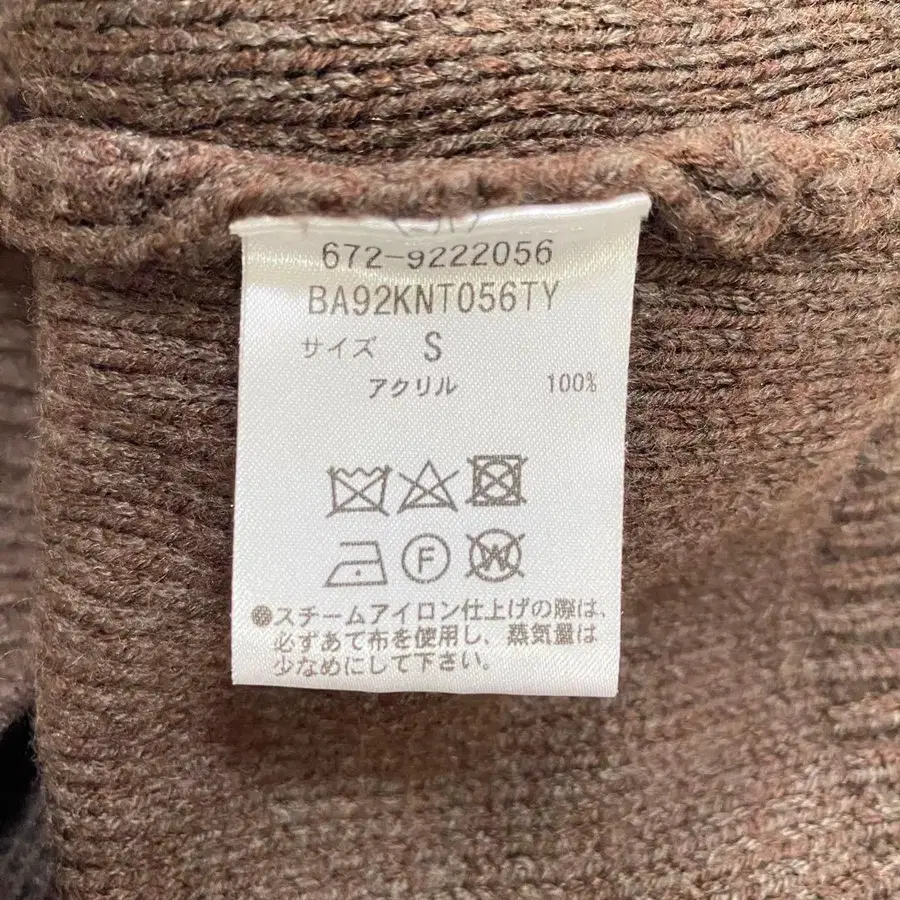 672-9222056
BA92KNT056TY
サイズ S
アクリル 100%
F W
※スチームアイロン仕上げの際は、
必ずあて布を使用し、蒸気量は
少なめにして下さい。